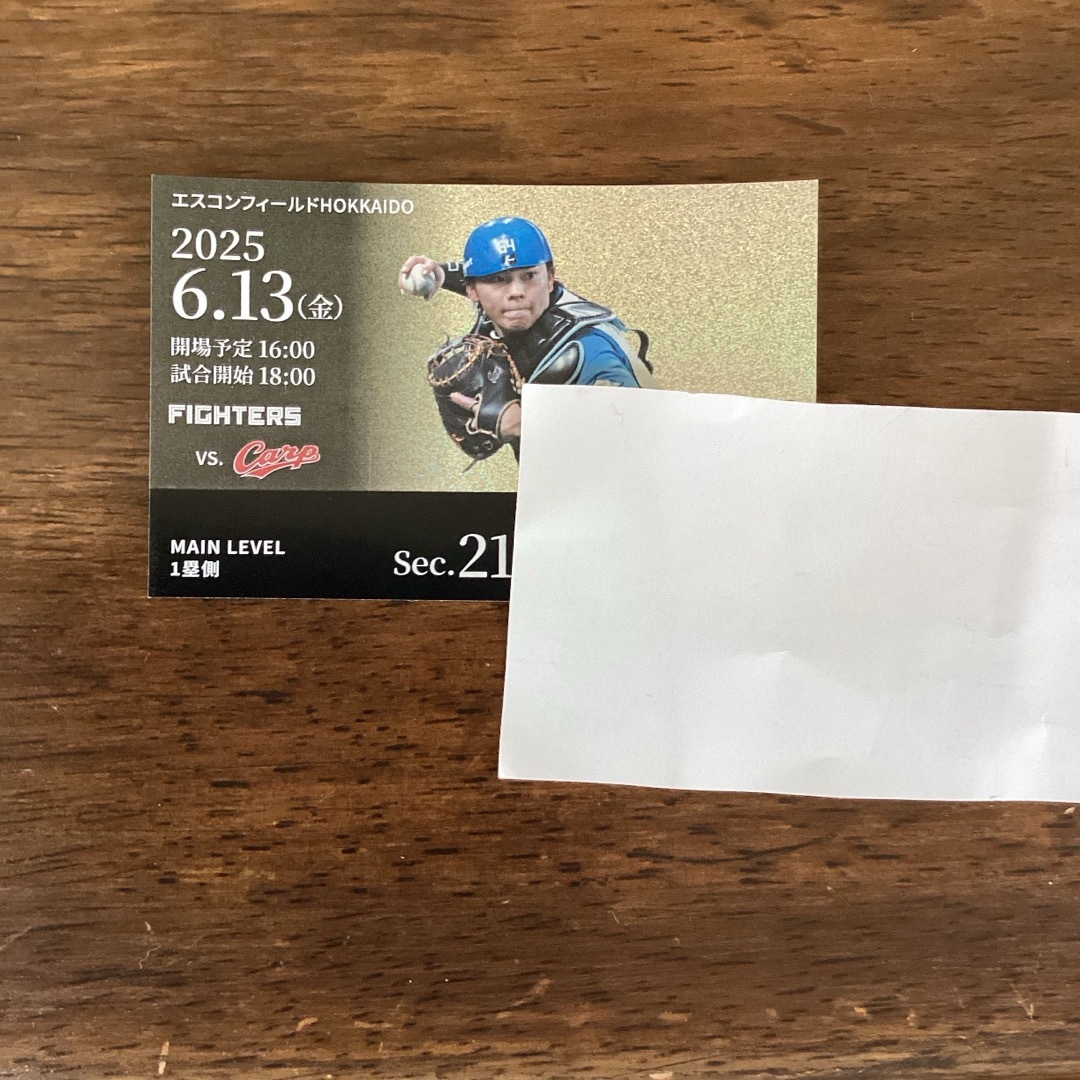 エスコンフィールドHOKKAIDO
2025
6.13(金)
開場予定 16:00
試合開始 18:00
FIGHTERS
VS. Carp
64
MAIN LEVEL
1塁側
Sec.21